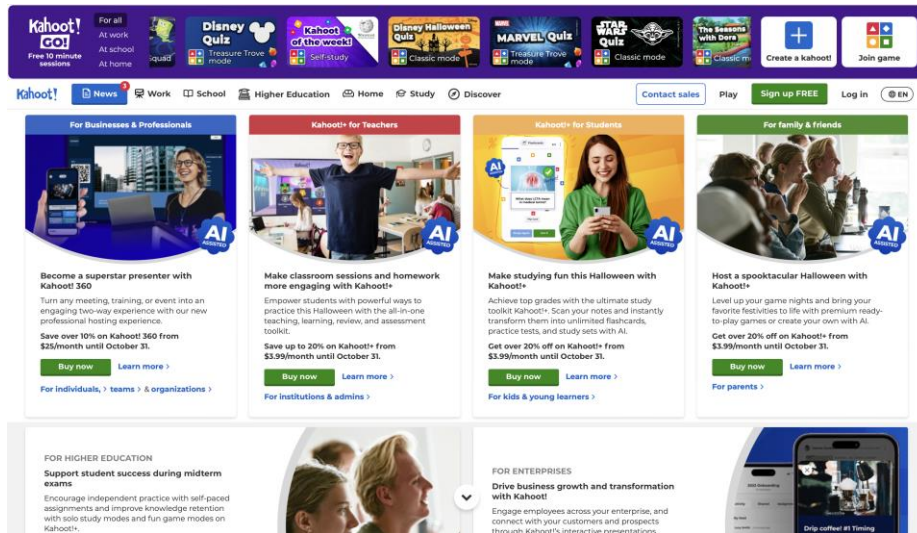 Kahoot!
GO!
Free 10 minute
sessions
For all
At work
At school
At home
Squad
Disney
Quiz
Treasure Trove
mode
Kahoot
of the week!
Self-study
Disney Halloween
Quiz
Classic mode
MARVEL Quiz
Treasure Trove
mode
STAR
WARS
Quiz
Classic mode
The Seasons
with Dora
Classic m
Create a kahoot!
Join game
Kahoot!
News
3
Work
School
Higher Education
Home
Study
Discover
Contact sales
Play
Sign up FREE
Log in
EN
For Businesses & Professionals
AI
ASSISTED
Become a superstar presenter with
Kahoot! 360
Turn any meeting, training, or event into an
engaging two-way experience with our new
professional hosting experience.
Save over 10% on Kahoot! 360 from
$25/month until October 31.
Buy now
Learn more >
For individuals, > teams > & organizations >
Kahoot!+ for Teachers
Kahoot!
AI
ASSISTED
Make classroom sessions and homework
more engaging with Kahoot!+
Empower students with powerful ways to
practice this Halloween with the all-in-one
teaching, learning, review, and assessment
toolkit.
Save up to 20% on Kahoot!+ from
$3.99/month until October 31.
Buy now
Learn more >
For institutions & admins >
Kahoot!+ for Students
AI
AI
ASSISTED
Make studying fun this Halloween with
Kahoot!+
Achieve top grades with the ultimate study
toolkit Kahoot!+. Scan your notes and instantly
transform them into unlimited flashcards,
practice tests, and study sets with AI.
Get over 20% off on Kahoot!+ from
$3.99/month until October 31.
Buy now
Learn more >
For kids & young learners >
For family & friends
AI
ASSISTED
Host a spooktacular Halloween with
Kahoot!+
Level up your game nights and bring your
favorite festivities to life with premium ready-
to-play games or create your own with AI.
Get over 20% off on Kahoot!+ from
$3.99/month until October 31.
Buy now
Learn more >
For parents >
FOR HIGHER EDUCATION
Support student success during midterm
exams
Encourage independent practice with self-paced
assignments and improve knowledge retention
with solo study modes and fun game modes on
Kahoot!+.
FOR ENTERPRISES
Drive business growth and transformation
with Kahoot!
Engage employees across your enterprise, and
connect with your customers and prospects
through Kahoot!'s interactive presentations
Drip coffee! #1 Timing